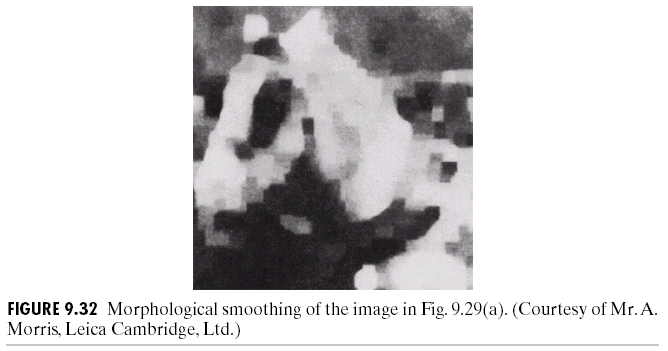 FIGURE 9.32 Morphological smoothing of the image in Fig. 9.29(a). (Courtesy of Mr. A.
Morris, Leica Cambridge, Ltd.)